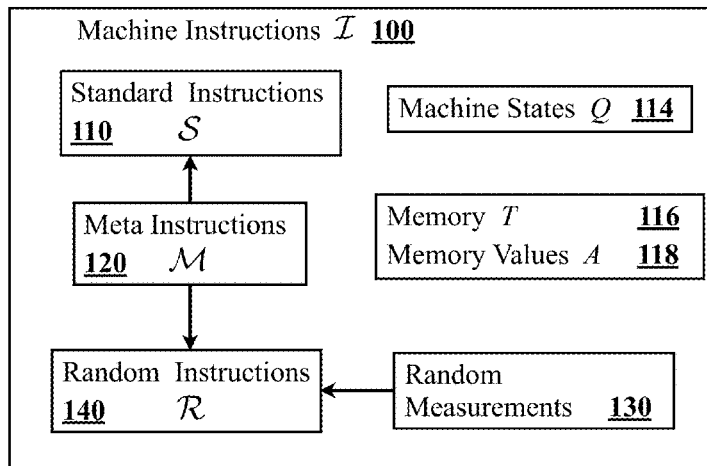 Machine Instructions ℐ 100
Standard Instructions
110 𝒮
Machine States Q 114
Meta Instructions
120 ℳ
Memory T 116
Memory Values A 118
Random Instructions
140 ℛ
Random
Measurements 130